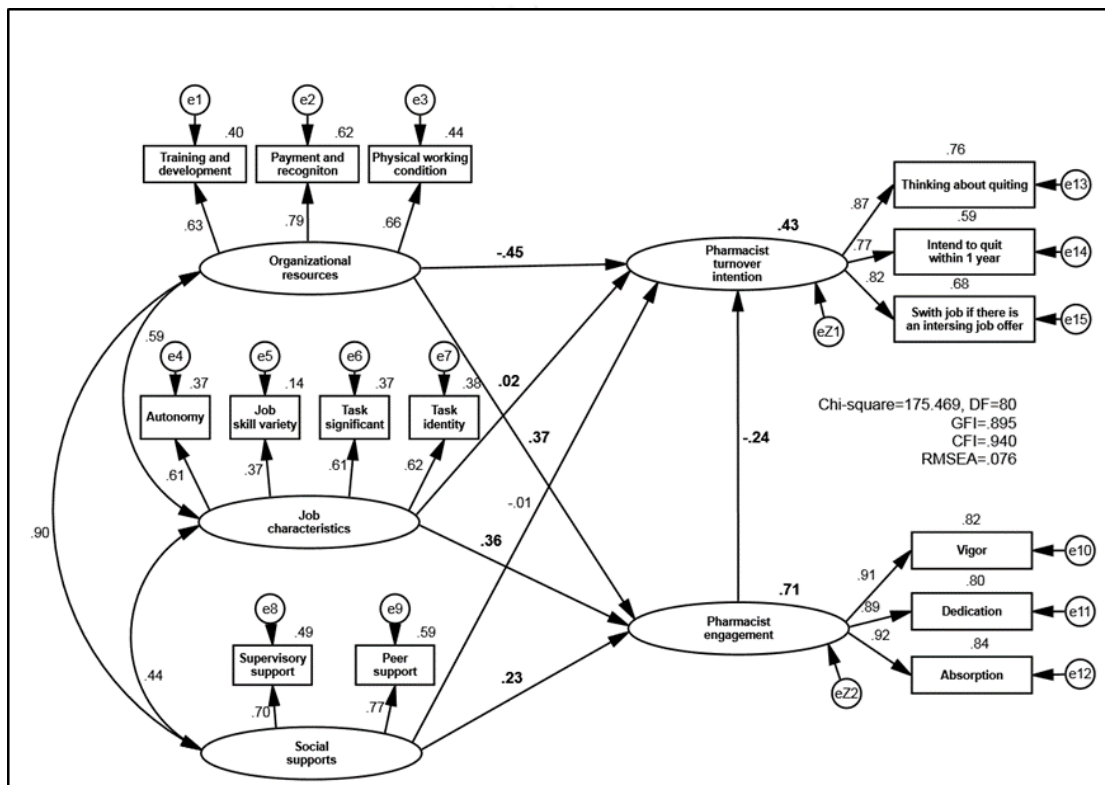 e1
e2
e3
.40
.62
.44
Training and
development
Payment and
recogniton
Physical working
condition
.63
.79
.66
Organizational
resources
-.45
.43
Pharmacist
turnover
intention
eZ1
.76
Thinking about quiting
e13
.87
.59
Intend to quit
within 1 year
e14
.77
.68
Swith job if there is
an intersing job offer
e15
.82
.59
e4
e5
e6
e7
.37
.14
.37
.38
Autonomy
Job
skill variety
Task
significant
Task
identity
.61
.37
.61
.62
Job
characteristics
.02
.37
-.01
.36
-.24
Chi-square=175.469, DF=80
GFI=.895
CFI=.940
RMSEA=.076
.90
.44
e8
e9
.49
.59
Supervisory
support
Peer
support
.70
.77
Social
supports
.23
.71
Pharmacist
engagement
eZ2
.82
Vigor
e10
.91
.80
Dedication
e11
.89
.84
Absorption
e12
.92